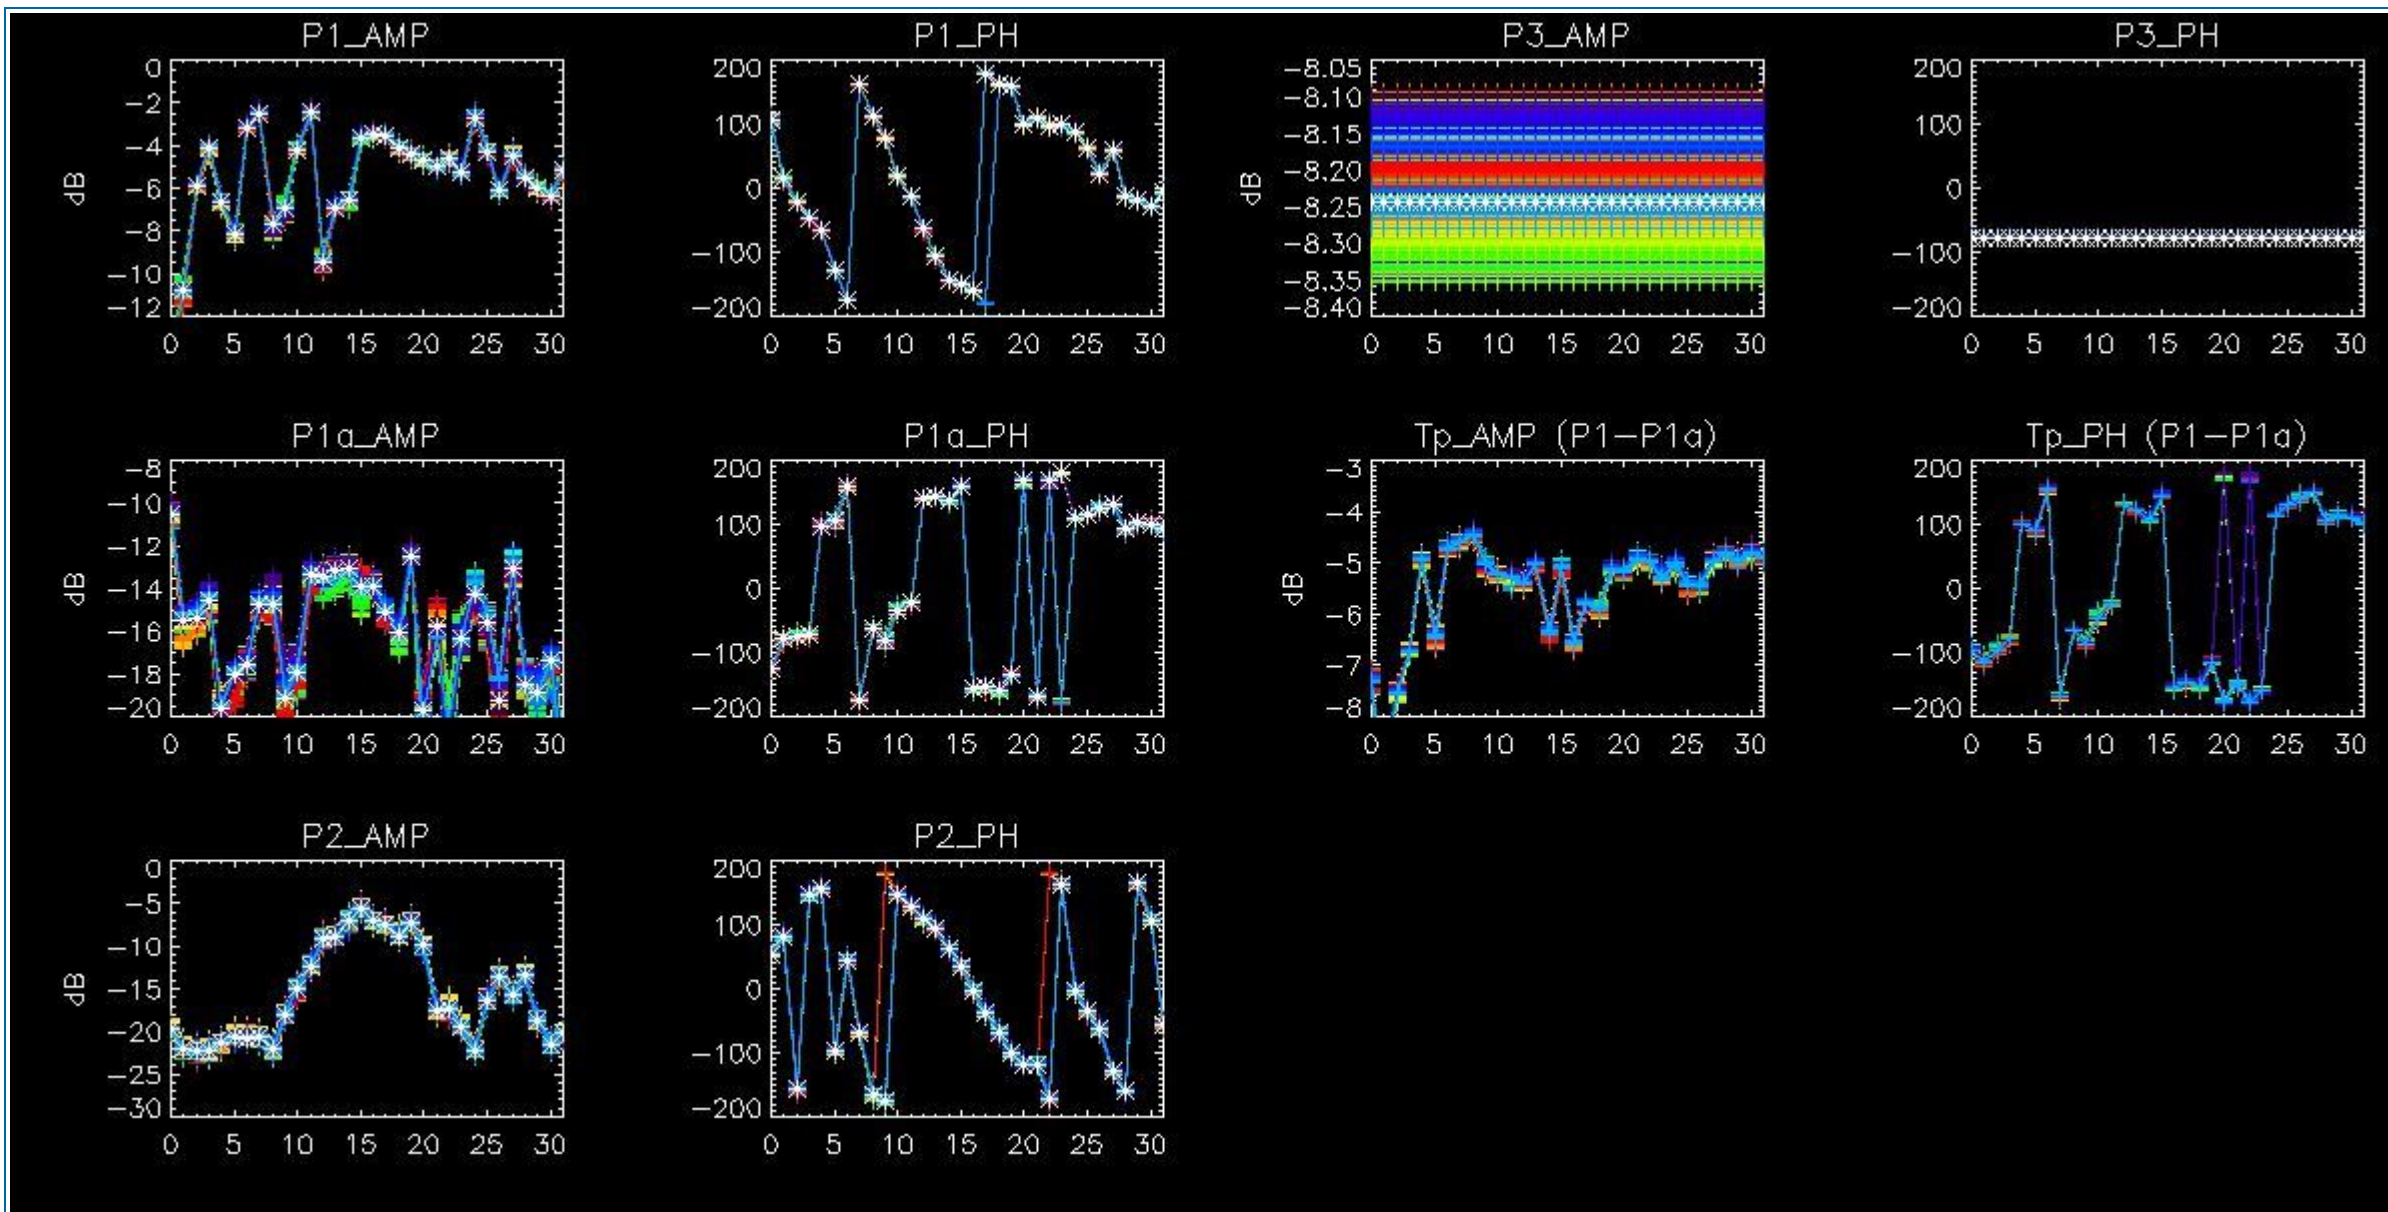 P1_AMP
0
−2
−4
−6
−8
−10
−12
dB
0 5 10 15 20 25 30
P1_PH
200
100
0
−100
−200
0 5 10 15 20 25 30
P3_AMP
−8.05
−8.10
−8.15
−8.20
−8.25
−8.30
−8.35
−8.40
dB
0 5 10 15 20 25 30
P3_PH
200
100
0
−100
−200
0 5 10 15 20 25 30
P1a_AMP
−8
−10
−12
−14
−16
−18
−20
dB
0 5 10 15 20 25 30
P1a_PH
200
100
0
−100
−200
0 5 10 15 20 25 30
Tp_AMP (P1−P1a)
−3
−4
−5
−6
−7
−8
dB
0 5 10 15 20 25 30
Tp_PH (P1−P1a)
200
100
0
−100
−200
0 5 10 15 20 25 30
P2_AMP
0
−5
−10
−15
−20
−25
−30
dB
0 5 10 15 20 25 30
P2_PH
200
100
0
−100
−200
0 5 10 15 20 25 30